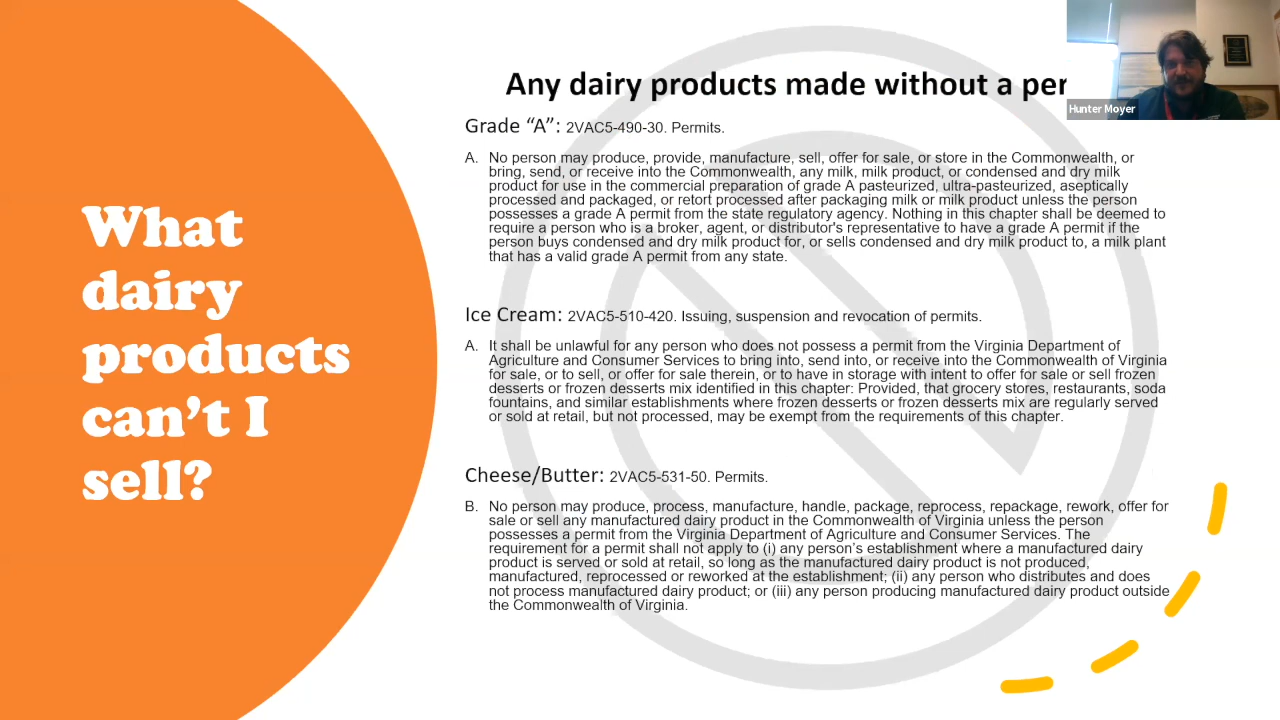 What
dairy
products
can't I
sell?
Any dairy products made without a per
Hunter Moyer
Grade “A”: 2VAC5-490-30. Permits.
A. No person may produce, provide, manufacture, sell, offer for sale, or store in the Commonwealth, or
bring, send, or receive into the Commonwealth, any milk, milk product, or condensed and dry milk
product for use in the commercial preparation of grade A pasteurized, ultra-pasteurized, aseptically
processed and packaged, or retort processed after packaging milk or milk product unless the person
possesses a grade A permit from the state regulatory agency. Nothing in this chapter shall be deemed to
require a person who is a broker, agent, or distributor's representative to have a grade A permit if the
person buys condensed and dry milk product for, or sells condensed and dry milk product to, a milk plant
that has a valid grade A permit from any state.
Ice Cream: 2VAC5-510-420. Issuing, suspension and revocation of permits.
A. It shall be unlawful for any person who does not possess a permit from the Virginia Department of
Agriculture and Consumer Services to bring into, send into, or receive into the Commonwealth of Virginia
for sale, or to sell, or offer for sale therein, or to have in storage with intent to offer for sale or sell frozen
desserts or frozen desserts mix identified in this chapter: Provided, that grocery stores, restaurants, soda
fountains, and similar establishments where frozen desserts or frozen desserts mix are regularly served
or sold at retail, but not processed, may be exempt from the requirements of this chapter.
Cheese/Butter: 2VAC5-531-50. Permits.
B. No person may produce, process, manufacture, handle, package, reprocess, repackage, rework, offer for
sale or sell any manufactured dairy product in the Commonwealth of Virginia unless the person
possesses a permit from the Virginia Department of Agriculture and Consumer Services. The
requirement for a permit shall not apply to (i) any person's establishment where a manufactured dairy
product is served or sold at retail, so long as the manufactured dairy product is not produced,
manufactured, reprocessed or reworked at the establishment; (ii) any person who distributes and does
not process manufactured dairy product; or (iii) any person producing manufactured dairy product outside
the Commonwealth of Virginia.